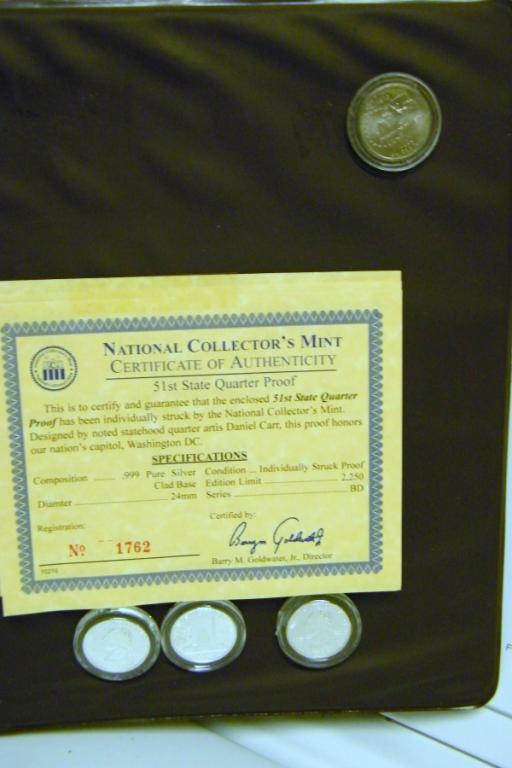 NATIONAL COLLECTOR'S MINT
CERTIFICATE OF AUTHENTICITY
51st State Quarter Proof
This is to certify and guarantee that the enclosed 51st State Quarter
Proof has been individually struck by the National Collector's Mint.
Designed by noted statehood quarter artis Daniel Carr, this proof honors
our nation's capitol, Washington DC.
SPECIFICATIONS
Composition ...... .999 Pure Silver
Clad Base
Diamter ...................... 24mm
Condition ... Individually Struck Proof
Edition Limit ........................ 2,250
Series ................................ BD
Registration:
Nº 1762
Certified by:
Barry M. Goldwater, Jr., Director